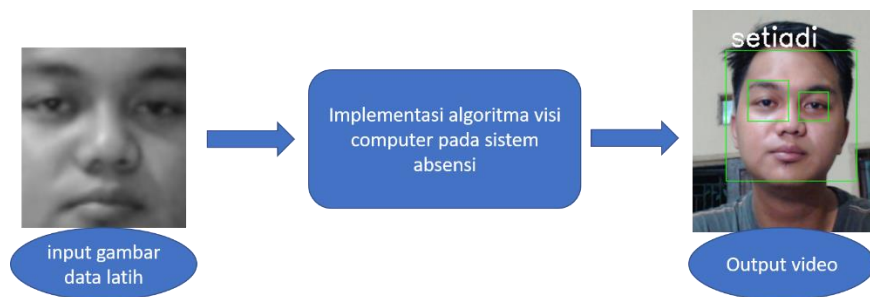 setiadi
Implementasi algoritma visi
computer pada sistem
absensi
input gambar
data latih
Output video